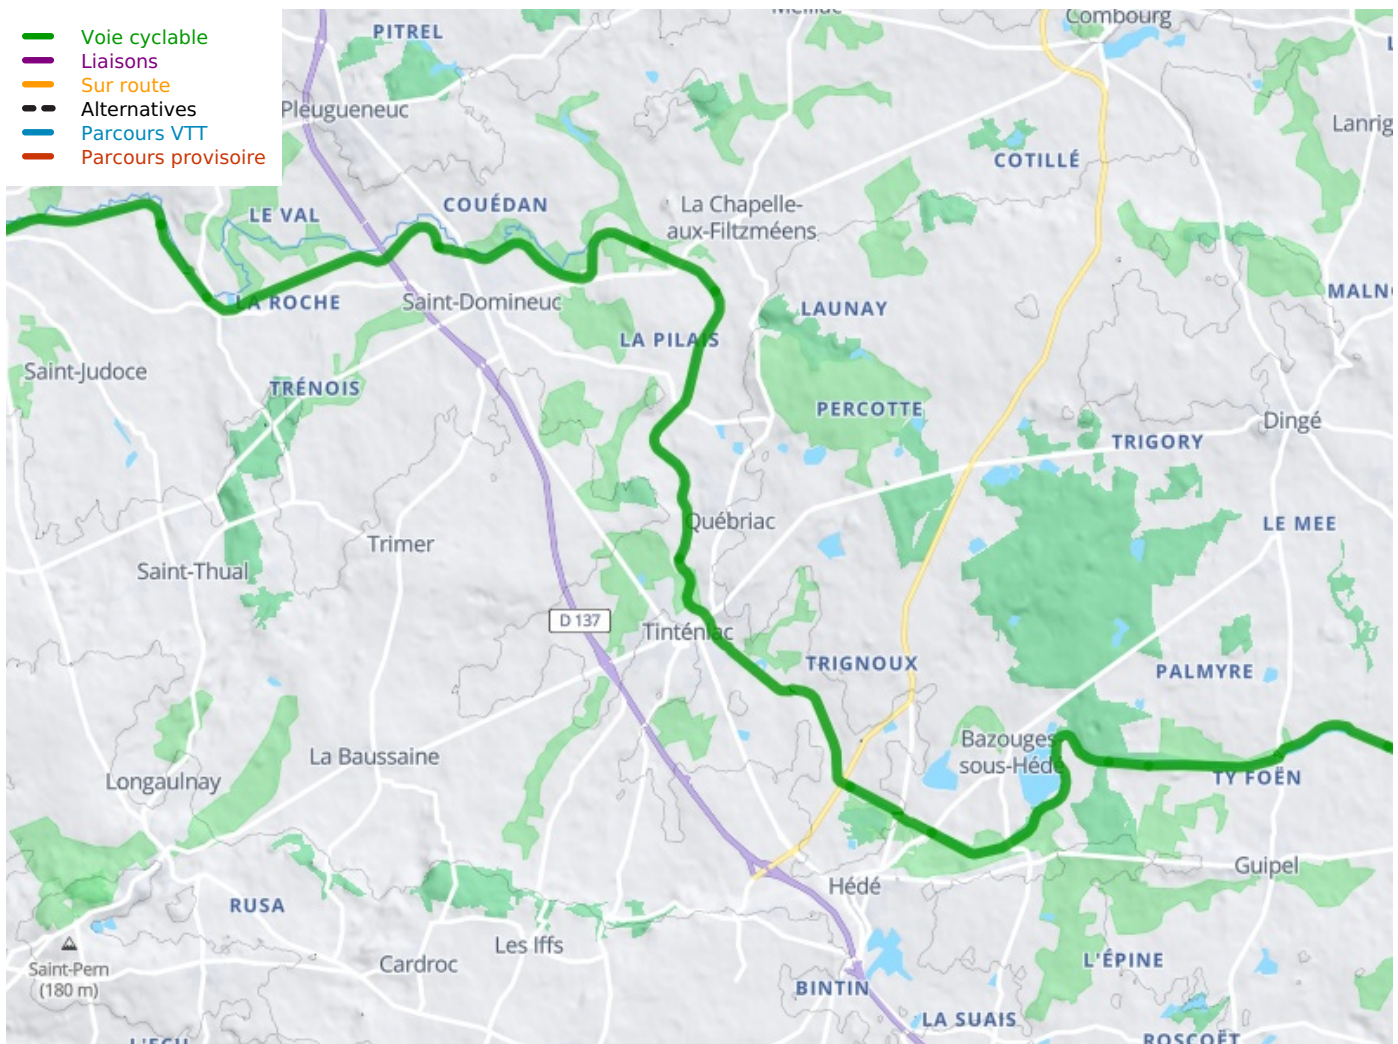 Voie cyclable
Liaisons
Sur route
Alternatives
Parcours VTT
Parcours provisoire
PITREL
Combourg
Pleugueneuc
Lanrig
COTILLÉ
LE VAL
COUÉDAN
La Chapelle-
aux-Filtzméens
LA ROCHE
Saint-Domineuc
LAUNAY
MALN
LA PILAIS
Saint-Judoce
TRÉNOIS
PERCOTTE
Dingé
TRIGORY
Québriac
LE MEE
Trimer
Saint-Thual
D 137
Tinténiac
TRIGNOUX
PALMYRE
Bazouges
sous-Hédé
La Baussaine
Longaulnay
TY FOËN
Guipel
Hédé
RUSA
Les Iffs
Cardroc
L'ÉPINE
Saint-Pern
(180 m)
BINTIN
LA SUAIS
ROSCOËT